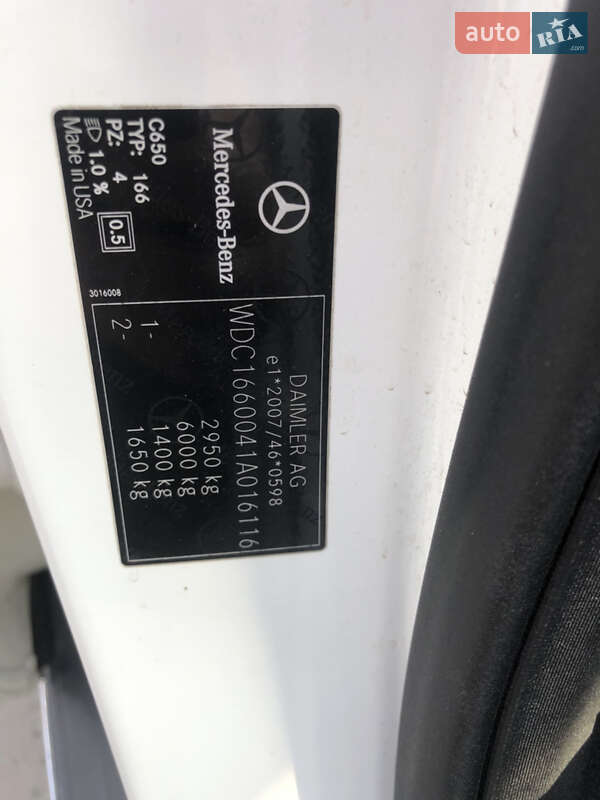 auto RIA .com
Mercedes-Benz
C650
TYP: 166
PZ: 4
1.0 %
Made in USA
0.5
3016008
DAIMLER AG
e1*2007/46*0598
WDC1660041A016116
2950 kg
6000 kg
1- 1400 kg
2- 1650 kg